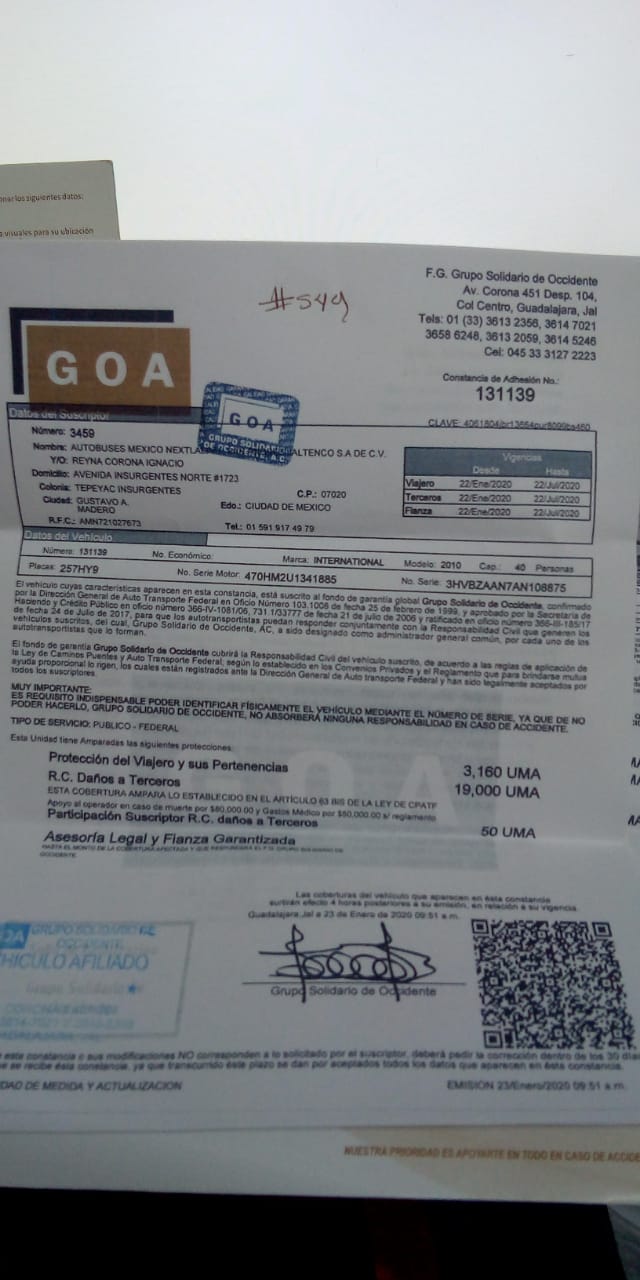 onar los siguientes datos:
s visuales para su ubicación
#549
F.G. Grupo Solidario de Occidente
Av. Corona 451 Desp. 104,
Col Centro, Guadalajara, Jal
Tels: 01 (33) 3613 2356, 3614 7021
3658 6248, 3613 2059, 3614 5246
Cel: 045 33 3127 2223
GOA
Constancia de Adhesión No.:
131139
GOA
GRUPO SOLIDARIO
DE OCCIDENTE, A.C.
Datos del Suscriptor
Número: 3459
Nombre: AUTOBUSES MEXICO NEXTLA ALTENCO S.A DE C.V.
Y/O: REYNA CORONA IGNACIO
Domicilio: AVENIDA INSURGENTES NORTE #1723
Colonia: TEPEYAC INSURGENTES C.P.: 07020
Ciudad: GUSTAVO A. MADERO Edo.: CIUDAD DE MEXICO
R.F.C.: AMN721027673 Tel.: 01 591 917 49 79
Vigencias
Desde Hasta
Viajero 22/Ene/2020 22/Jul/2020
Terceros 22/Ene/2020 22/Jul/2020
Fianza 22/Ene/2020 22/Jul/2020
Datos del Vehículo
Número: 131139 No. Económico: Marca: INTERNATIONAL Modelo: 2010 Cap.: 40 Personas
Placas: 257HY9 No. Serie Motor: 470HM2U1341885 No. Serie: 3HVBZAAN7AN108875
El vehículo cuyas características aparecen en esta constancia, está suscrito al fondo de garantía global Grupo Solidario de Occidente, confirmado
por la Dirección General de Auto Transporte Federal en Oficio Número 103.1006 de fecha 25 de febrero de 1999, y aprobado por la Secretaría de
Hacienda y Crédito Público en oficio número 366-IV-1081/06, 731.1/33777 de fecha 21 de julio de 2006 y ratificado en oficio número 366-III-185/17
de fecha 24 de Julio de 2017, para que los autotransportistas puedan responder conjuntamente con la Responsabilidad Civil que generen los
vehículos suscritos, del cual, Grupo Solidario de Occidente, AC, a sido designado como administrador general común, por cada uno de los
autotransportistas que lo forman.
El fondo de garantía Grupo Solidario de Occidente cubrirá la Responsabilidad Civil del vehículo suscrito, de acuerdo a las reglas de aplicación de
la Ley de Caminos Puentes y Auto Transporte Federal, según lo establecido en los Convenios Privados y el Reglamento que para brindarse mutua
ayuda proporcional lo rigen, los cuales están registrados ante la Dirección General de Auto transporte Federal y han sido legalmente aceptados por
todos los suscriptores.
MUY IMPORTANTE:
ES REQUISITO INDISPENSABLE PODER IDENTIFICAR FÍSICAMENTE EL VEHÍCULO MEDIANTE EL NÚMERO DE SERIE, YA QUE DE NO
PODER HACERLO, GRUPO SOLIDARIO DE OCCIDENTE, NO ABSORBERÁ NINGUNA RESPONSABILIDAD EN CASO DE ACCIDENTE.
TIPO DE SERVICIO: PUBLICO - FEDERAL
Esta Unidad tiene Amparadas las siguientes protecciones:
Protección del Viajero y sus Pertenencias 3,160 UMA
R.C. Daños a Terceros 19,000 UMA
ESTA COBERTURA AMPARA LO ESTABLECIDO EN EL ARTÍCULO 63 BIS DE LA LEY DE CPATF
Apoyo al operador en caso de muerte por $80,000.00 y Gastos Médico por $50,000.00 s/ reglamento
Participación Suscriptor R.C. daños a Terceros 50 UMA
Asesoría Legal y Fianza Garantizada
Las coberturas del vehículo que aparecen en ésta constancia
surtirán efecto 4 horas posteriores a su emisión, en relación a su vigencia.
Guadalajara,Jal a 23 de Enero de 2020 09:51 a.m.
Grupo Solidario de Occidente
GRUPO SOLIDARIO DE
OCCIDENTE
HICULO AFILIADO
Grupo Solidario
e esta constancia o sus modificaciones NO corresponden a lo solicitado por el suscriptor, deberá pedir la corrección dentro de los 30 día
e se recibe ésta constancia, ya que transcurrido éste plazo se dan por aceptados todos los datos que aparecen en ésta constancia.
DAD DE MEDIDA Y ACTUALIZACION EMISION 23/Enero/2020 09:51 a.m.
NUESTRA PRIORIDAD ES APOYARTE EN TODO EN CASO DE ACCIDE